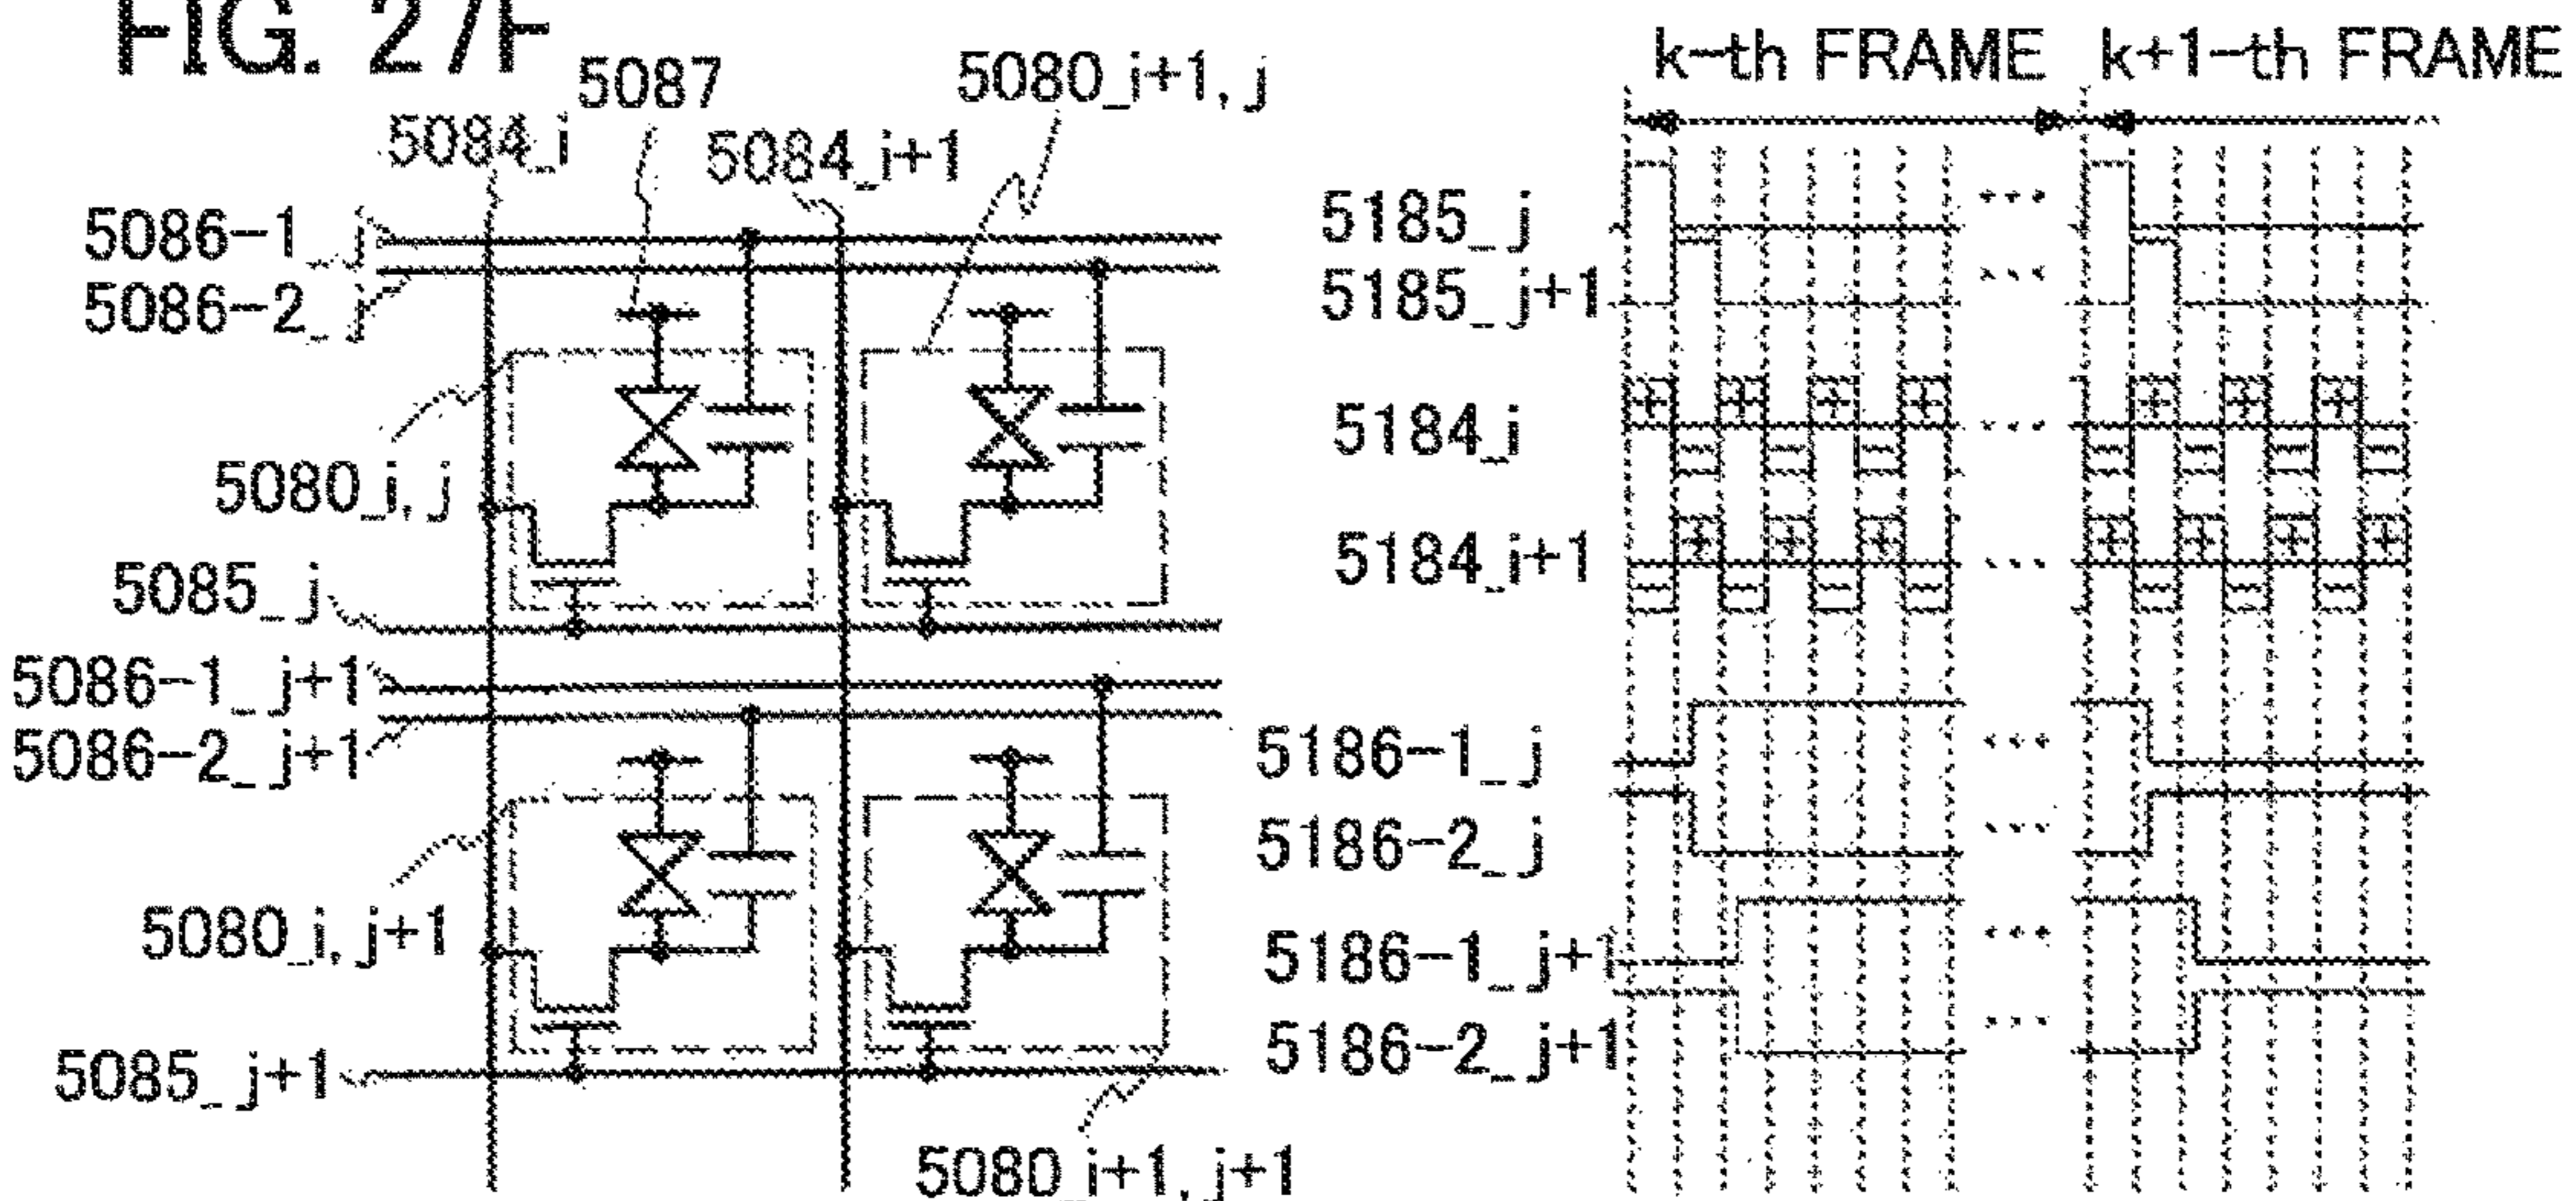 FIG. 27F
5087
5080_i+1, j
5084_i
5084_i+1
5086-1_j
5086-2_j
5080_i, j
5085_j
5086-1_j+1
5086-2_j+1
5080_i, j+1
5085_j+1
5080_i+1, j+1
k-th FRAME
k+1-th FRAME
5185_j
...
5185_j+1
...
5184_i
+ − + − + − + −
...
− + − + − + −
5184_i+1
− + − + − + −
...
+ − + − + − +
5186-1_j
...
5186-2_j
...
5186-1_j+1
...
5186-2_j+1
...